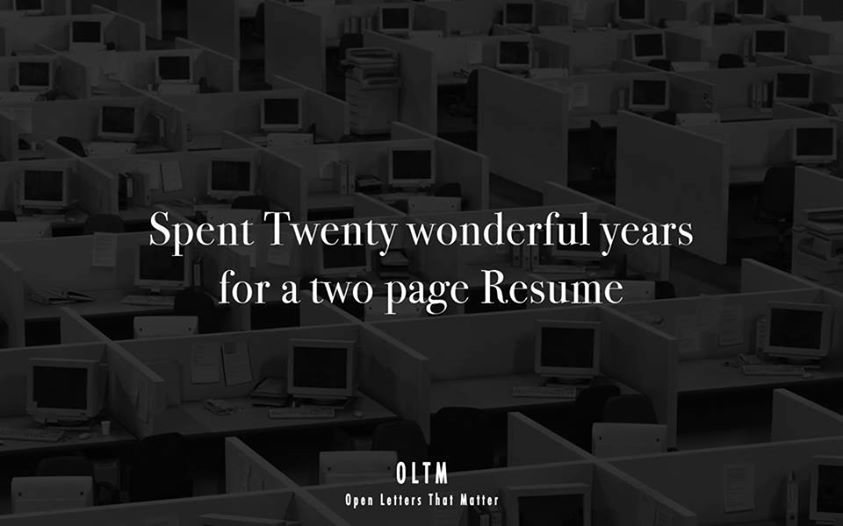 Spent Twenty wonderful years
for a two page Resume
OLTM
Open Letters That Matter